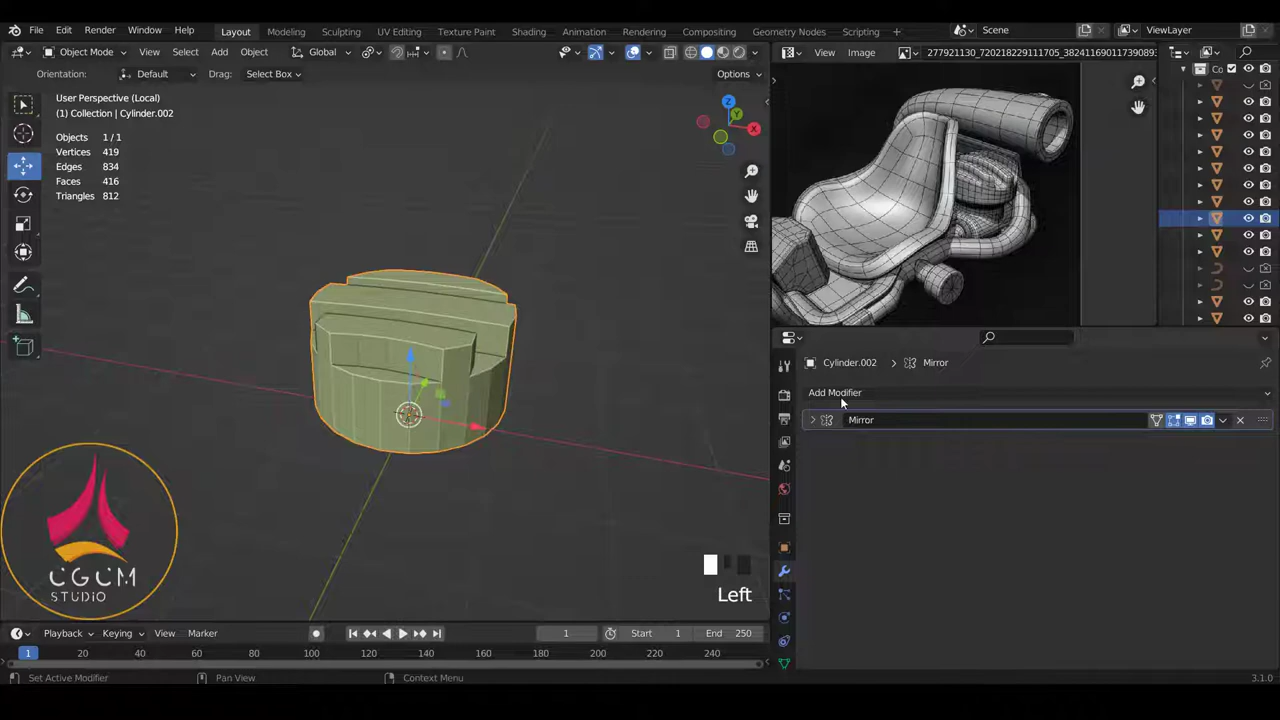 File Edit Render Window Help Layout Modeling Sculpting UV Editing Texture Paint Shading Animation Rendering Compositing Geometry Nodes Scripting Scene ViewLayer
Object Mode View Select Add Object Global View Image 277921130_720218229111705_3824116901739089
Orientation: Default Drag: Select Box Options
Co
User Perspective (Local)
(1) Collection | Cylinder.002
Objects 1/1
Vertices 419
Edges 834
Faces 416
Triangles 812
Z
Y
X
Cylinder.002 Mirror
Add Modifier
Mirror
CGCM
STUDIO
Left
Playback Keying View Marker 1 Start 1 End 250
1 20 40 60 80 100 120 140 160 180 200 220 240
Set Active Modifier Pan View Context Menu 3.1.0